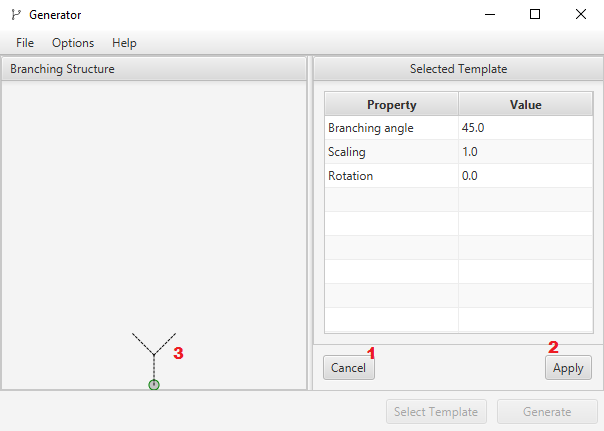 Generator
File Options Help
Branching Structure
Selected Template
Property Value
Branching angle 45.0
Scaling 1.0
Rotation 0.0
3
1
2
Cancel
Apply
Select Template
Generate